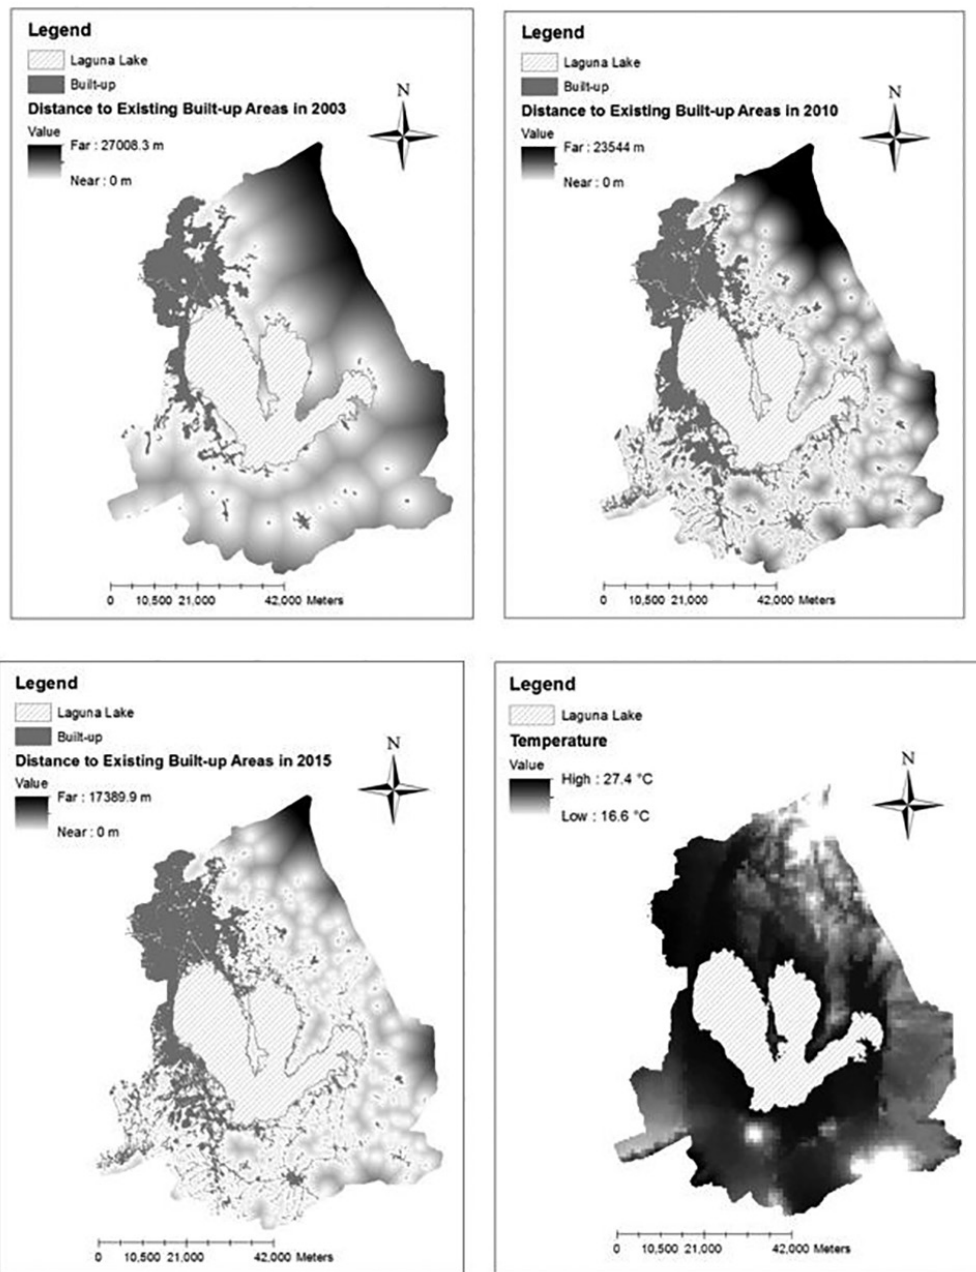 Legend
Laguna Lake
Built-up
Distance to Existing Built-up Areas in 2003
Value
Far : 27008.3 m
Near : 0 m
N
0 10,500 21,000 42,000 Meters
Legend
Laguna Lake
Built-up
Distance to Existing Built-up Areas in 2010
Value
Far : 23544 m
Near : 0 m
N
0 10,500 21,000 42,000 Meters
Legend
Laguna Lake
Built-up
Distance to Existing Built-up Areas in 2015
Value
Far : 17389.9 m
Near : 0 m
N
0 10,500 21,000 42,000 Meters
Legend
Laguna Lake
Temperature
Value
High : 27.4 °C
Low : 16.6 °C
N
0 10,500 21,000 42,000 Meters